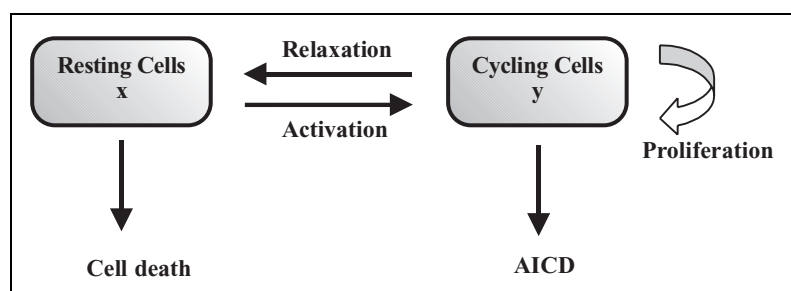 Resting Cells
x
Relaxation
Activation
Cycling Cells
y
Proliferation
Cell death
AICD